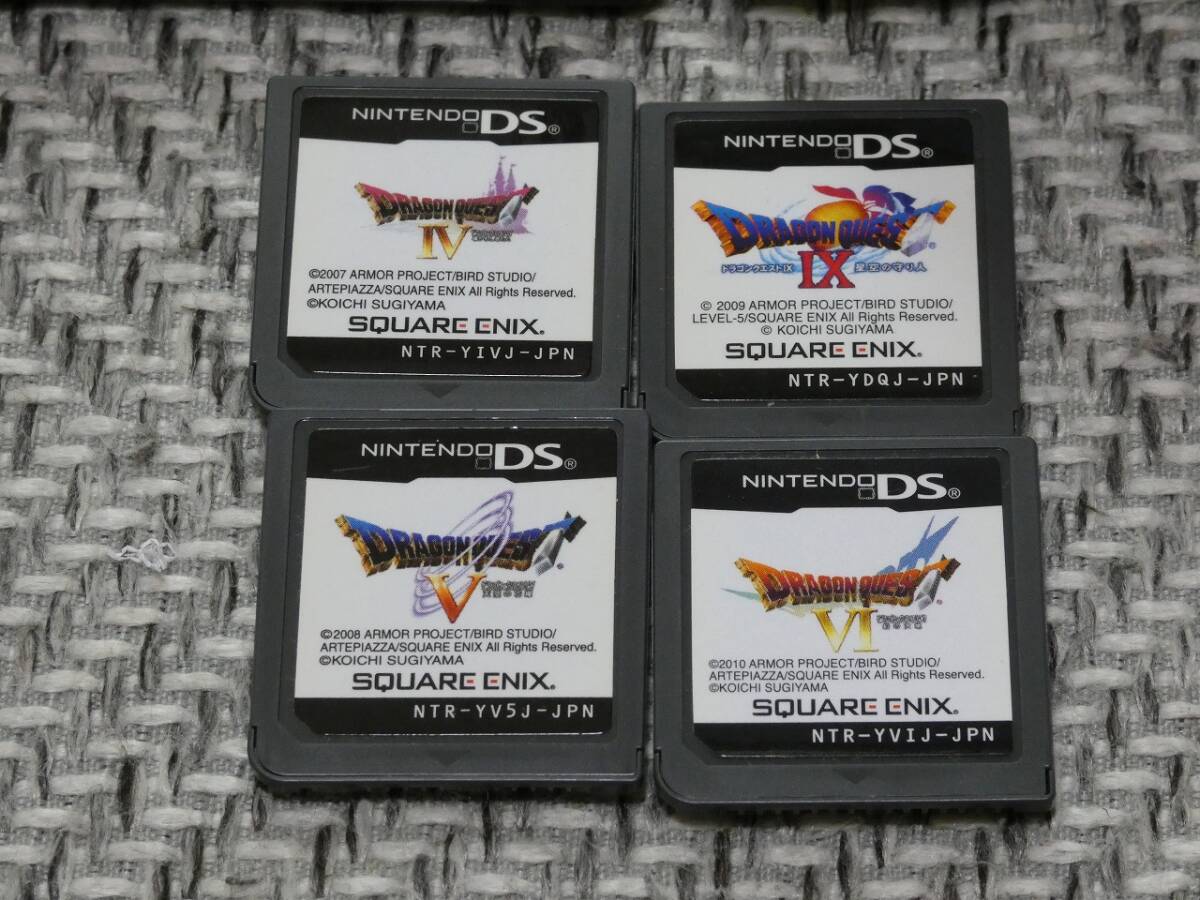 NINTENDO DS®
DRAGON QUEST
IV
©2007 ARMOR PROJECT/BIRD STUDIO/
ARTEPIAZZA/SQUARE ENIX All Rights Reserved.
©KOICHI SUGIYAMA
SQUARE ENIX.
NTR-YIVJ-JPN
NINTENDO DS®
DRAGON QUEST®
ドラゴンクエストIX IX 星空の守り人
© 2009 ARMOR PROJECT/BIRD STUDIO/
LEVEL-5/SQUARE ENIX All Rights Reserved.
© KOICHI SUGIYAMA
SQUARE ENIX.
NTR-YDQJ-JPN
NINTENDO DS®
DRAGON QUEST®
V
©2008 ARMOR PROJECT/BIRD STUDIO/
ARTEPIAZZA/SQUARE ENIX All Rights Reserved.
©KOICHI SUGIYAMA
SQUARE ENIX.
NTR-YV5J-JPN
NINTENDO DS®
DRAGON QUEST®
VI
©2010 ARMOR PROJECT/BIRD STUDIO/
ARTEPIAZZA/SQUARE ENIX All Rights Reserved.
©KOICHI SUGIYAMA
SQUARE ENIX.
NTR-YVIJ-JPN